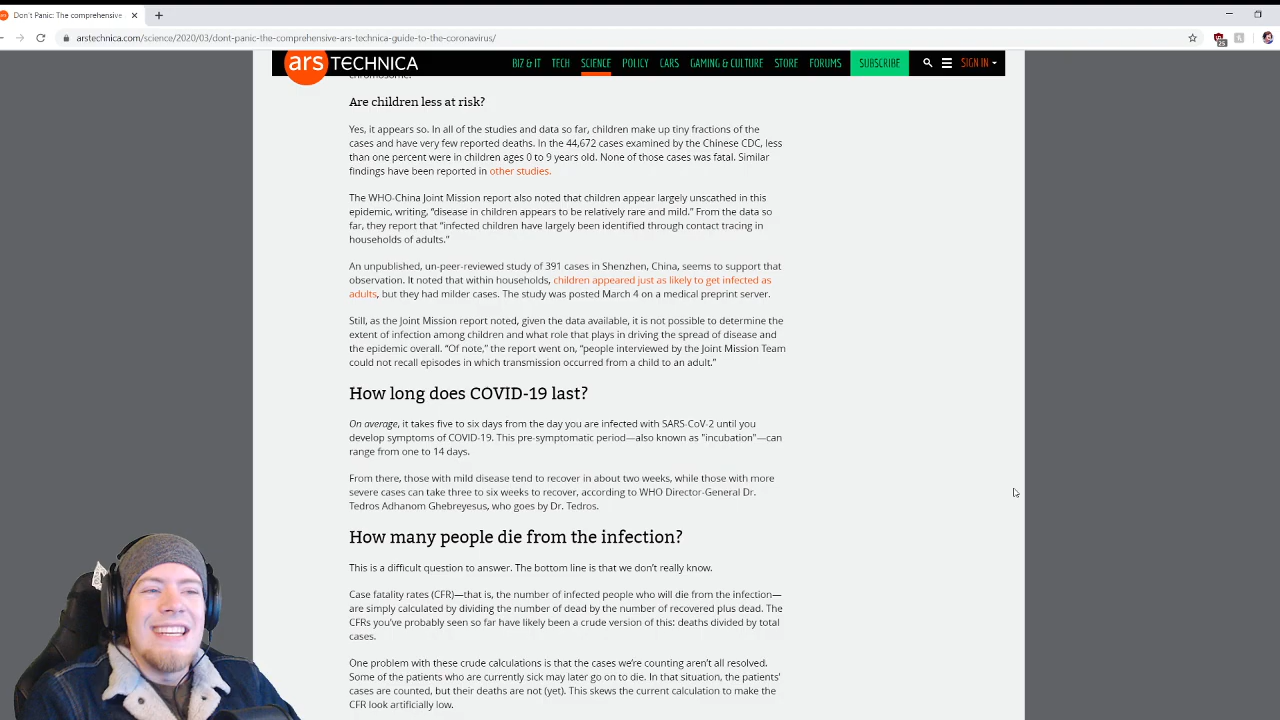 Don't Panic: The comprehensive
arstechnica.com/science/2020/03/dont-panic-the-comprehensive-ars-technica-guide-to-the-coronavirus/
25
ars TECHNICA
BIZ & IT TECH SCIENCE POLICY CARS GAMING & CULTURE STORE FORUMS SUBSCRIBE SIGN IN
chromosome.
Are children less at risk?
Yes, it appears so. In all of the studies and data so far, children make up tiny fractions of the
cases and have very few reported deaths. In the 44,672 cases examined by the Chinese CDC, less
than one percent were in children ages 0 to 9 years old. None of those cases was fatal. Similar
findings have been reported in other studies.
The WHO-China Joint Mission report also noted that children appear largely unscathed in this
epidemic, writing, “disease in children appears to be relatively rare and mild.” From the data so
far, they report that “infected children have largely been identified through contact tracing in
households of adults.”
An unpublished, un-peer-reviewed study of 391 cases in Shenzhen, China, seems to support that
observation. It noted that within households, children appeared just as likely to get infected as
adults, but they had milder cases. The study was posted March 4 on a medical preprint server.
Still, as the Joint Mission report noted, given the data available, it is not possible to determine the
extent of infection among children and what role that plays in driving the spread of disease and
the epidemic overall. “Of note,” the report went on, “people interviewed by the Joint Mission Team
could not recall episodes in which transmission occurred from a child to an adult.”
How long does COVID-19 last?
On average, it takes five to six days from the day you are infected with SARS-CoV-2 until you
develop symptoms of COVID-19. This pre-symptomatic period—also known as "incubation"—can
range from one to 14 days.
From there, those with mild disease tend to recover in about two weeks, while those with more
severe cases can take three to six weeks to recover, according to WHO Director-General Dr.
Tedros Adhanom Ghebreyesus, who goes by Dr. Tedros.
How many people die from the infection?
This is a difficult question to answer. The bottom line is that we don’t really know.
Case fatality rates (CFR)—that is, the number of infected people who will die from the infection—
are simply calculated by dividing the number of dead by the number of recovered plus dead. The
CFRs you’ve probably seen so far have likely been a crude version of this: deaths divided by total
cases.
One problem with these crude calculations is that the cases we’re counting aren’t all resolved.
Some of the patients who are currently sick may later go on to die. In that situation, the patients’
cases are counted, but their deaths are not (yet). This skews the current calculation to make the
CFR look artificially low.